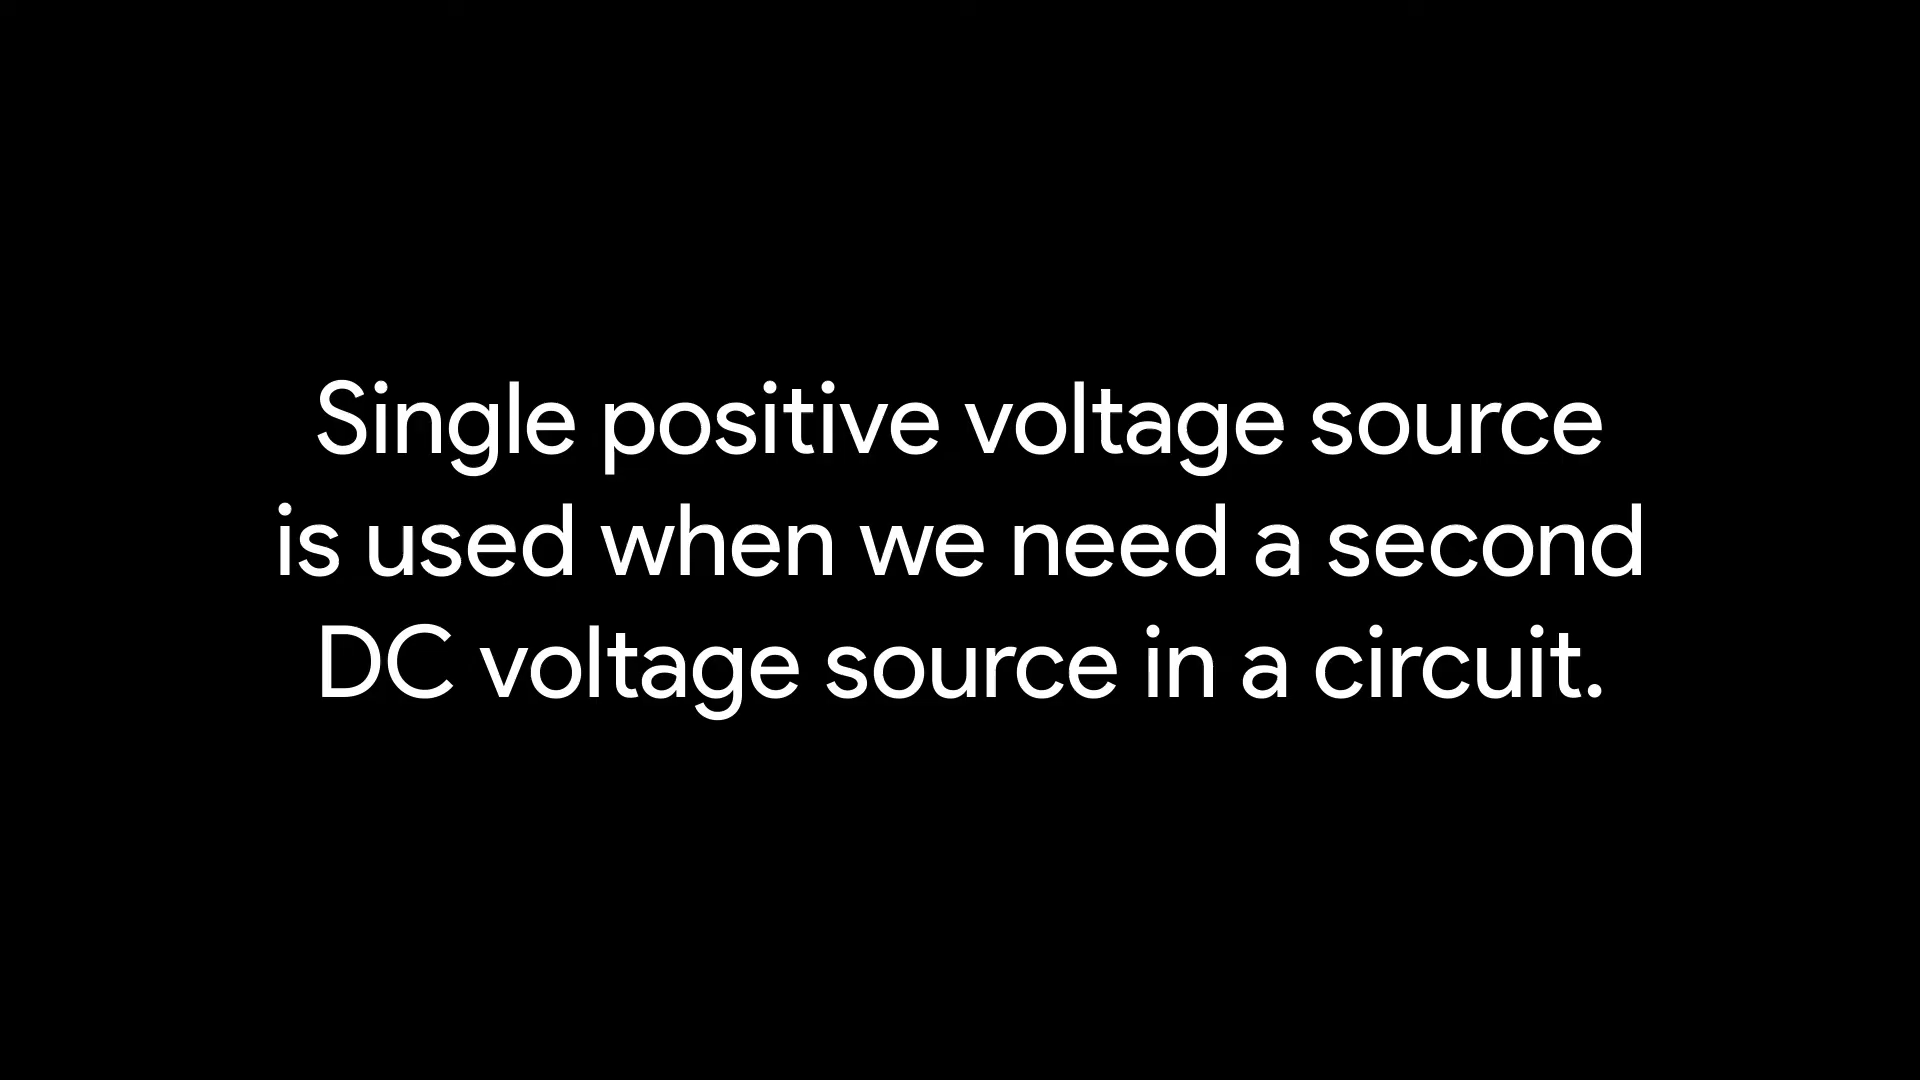 Single positive voltage source
is used when we need a second
DC voltage source in a circuit.